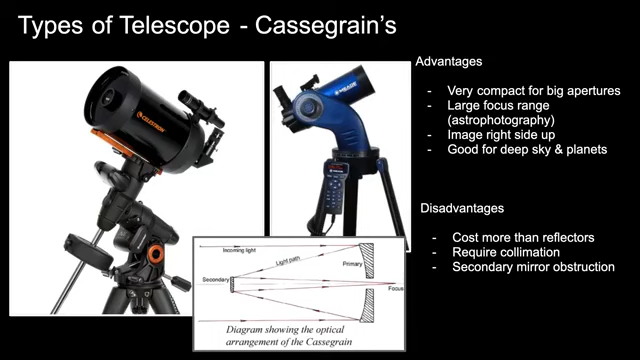 Types of Telescope - Cassegrain's
Advantages
- Very compact for big apertures
- Large focus range
(astrophotography)
- Image right side up
- Good for deep sky & planets
Disadvantages
- Cost more than reflectors
- Require collimation
- Secondary mirror obstruction
CELESTRON
MEADE
Incoming light
Light path
Primary
Secondary
Focus
Diagram showing the optical
arrangement of the Cassegrain